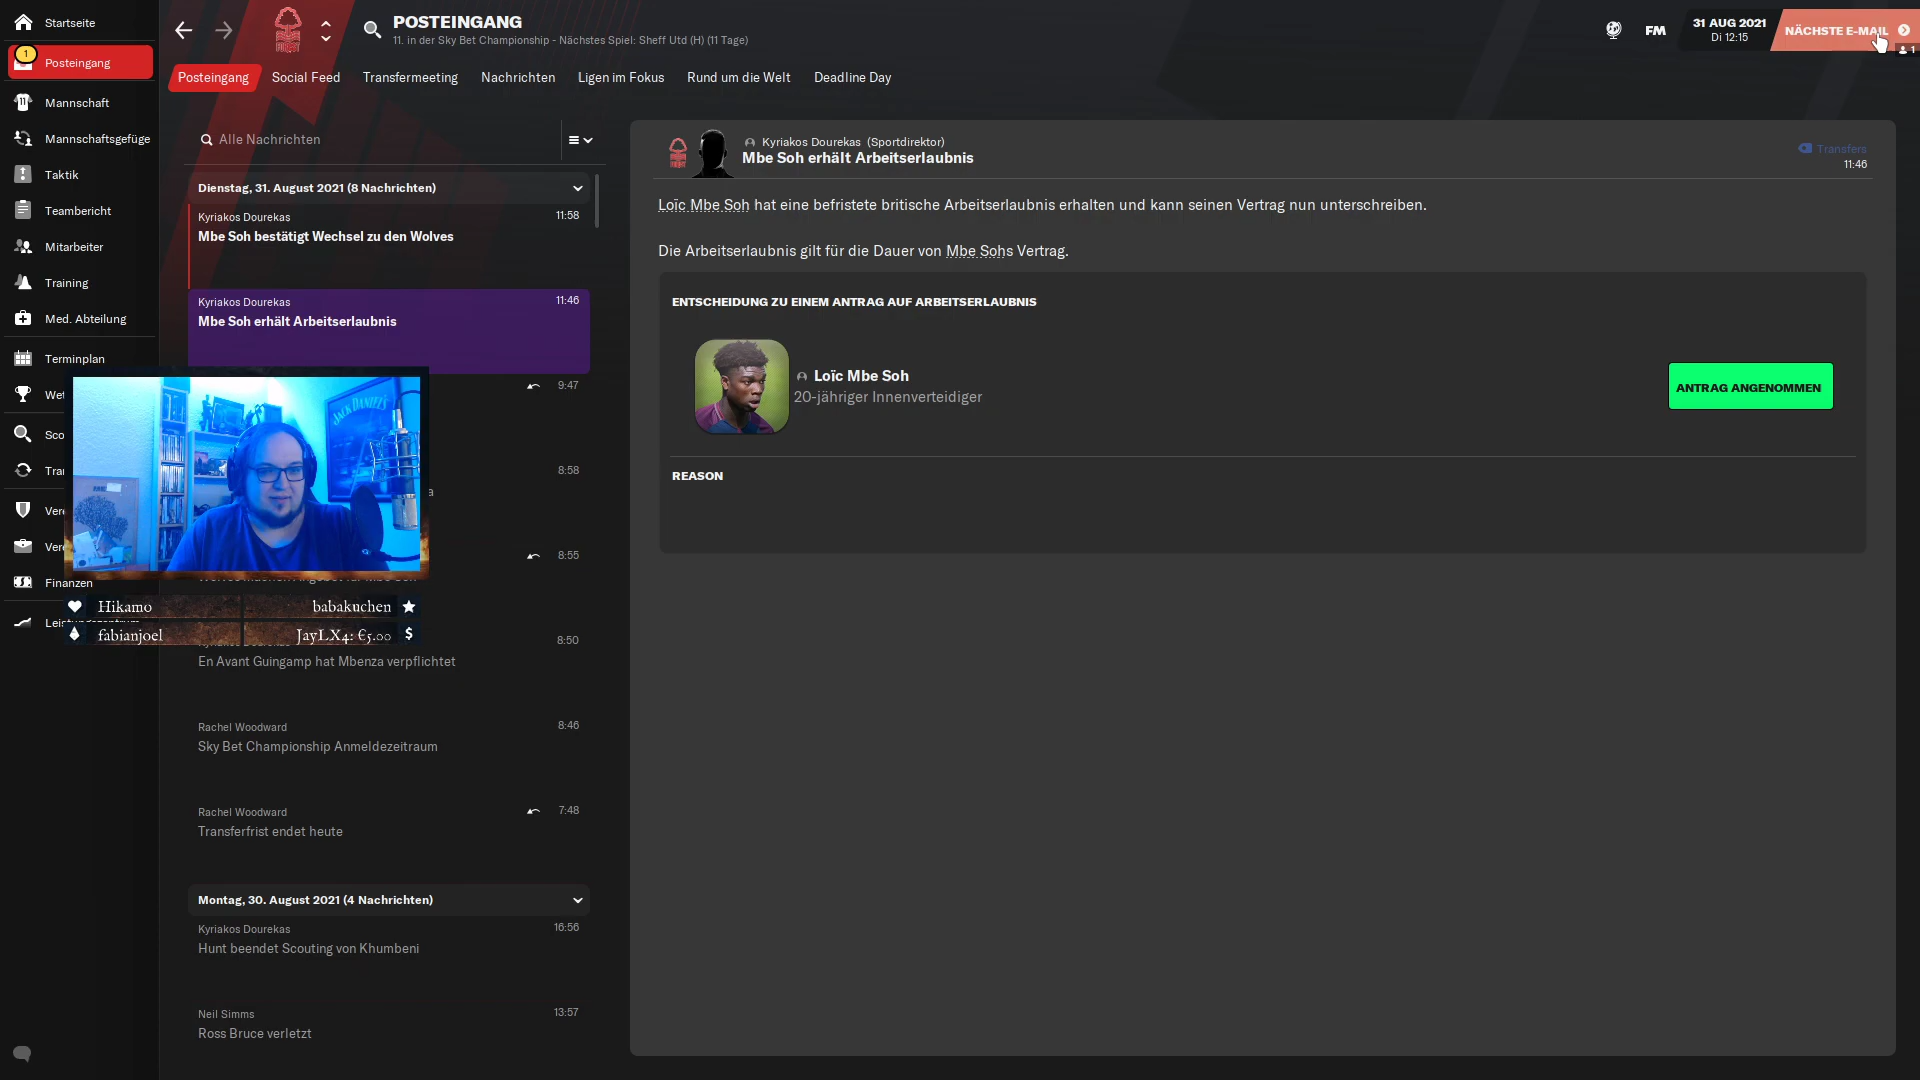 Startseite
1
Posteingang
11
Mannschaft
Mannschaftsgefüge
Taktik
Teambericht
Mitarbeiter
Training
Med. Abteilung
Terminplan
Finanzen
POSTEINGANG
11. in der Sky Bet Championship - Nächstes Spiel: Sheff Utd (H) (11 Tage)
FM
31 AUG 2021
Di 12:15
NÄCHSTE E-MAIL
1
Posteingang
Social Feed
Transfermeeting
Nachrichten
Ligen im Fokus
Rund um die Welt
Deadline Day
Alle Nachrichten
Dienstag, 31. August 2021 (8 Nachrichten)
Kyriakos Dourekas
11:58
Mbe Soh bestätigt Wechsel zu den Wolves
Kyriakos Dourekas
11:46
Mbe Soh erhält Arbeitserlaubnis
9:47
JACK DANIEL'S
8:58
8:55
Hikamo
babakuchen
fabianjoel
JayLX4: €5.00
8:50
En Avant Guingamp hat Mbenza verpflichtet
Rachel Woodward
8:46
Sky Bet Championship Anmeldezeitraum
Rachel Woodward
7:48
Transferfrist endet heute
Montag, 30. August 2021 (4 Nachrichten)
Kyriakos Dourekas
16:56
Hunt beendet Scouting von Khumbeni
Neil Simms
13:57
Ross Bruce verletzt
Kyriakos Dourekas (Sportdirektor)
Mbe Soh erhält Arbeitserlaubnis
Transfers
11:46
Loïc Mbe Soh hat eine befristete britische Arbeitserlaubnis erhalten und kann seinen Vertrag nun unterschreiben.
Die Arbeitserlaubnis gilt für die Dauer von Mbe Sohs Vertrag.
ENTSCHEIDUNG ZU EINEM ANTRAG AUF ARBEITSERLAUBNIS
Loïc Mbe Soh
20-jähriger Innenverteidiger
ANTRAG ANGENOMMEN
REASON